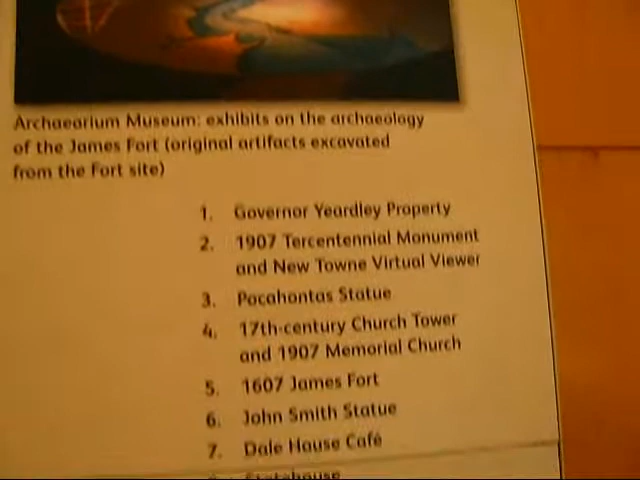 Archaearium Museum: exhibits on the archaeology
of the James Fort (original artifacts excavated
from the Fort site)
1. Governor Yeardley Property
2. 1907 Tercentennial Monument
and New Towne Virtual Viewer
3. Pocahontas Statue
4. 17th-century Church Tower
and 1907 Memorial Church
5. 1607 James Fort
6. John Smith Statue
7. Dale House Café
Statehouse